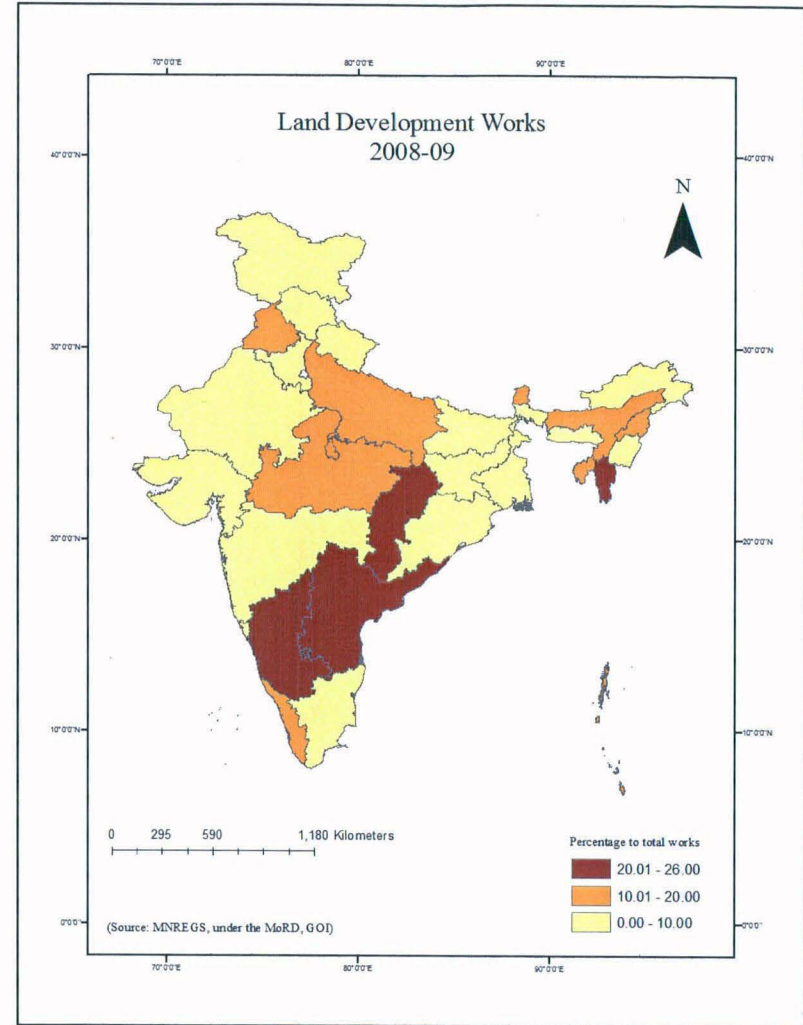 70°0'0"E 80°0'0"E 90°0'0"E
Land Development Works
2008-09
40°0'0"N 40°0'0"N
N
30°0'0"N 30°0'0"N
20°0'0"N 20°0'0"N
10°0'0"N 10°0'0"N
0 295 590 1,180 Kilometers
Percentage to total works
20.01 - 26.00
10.01 - 20.00
0.00 - 10.00
(Source: MNREGS, under the MoRD, GOI)
0°0'0" 0°0'0"
70°0'0"E 80°0'0"E 90°0'0"E